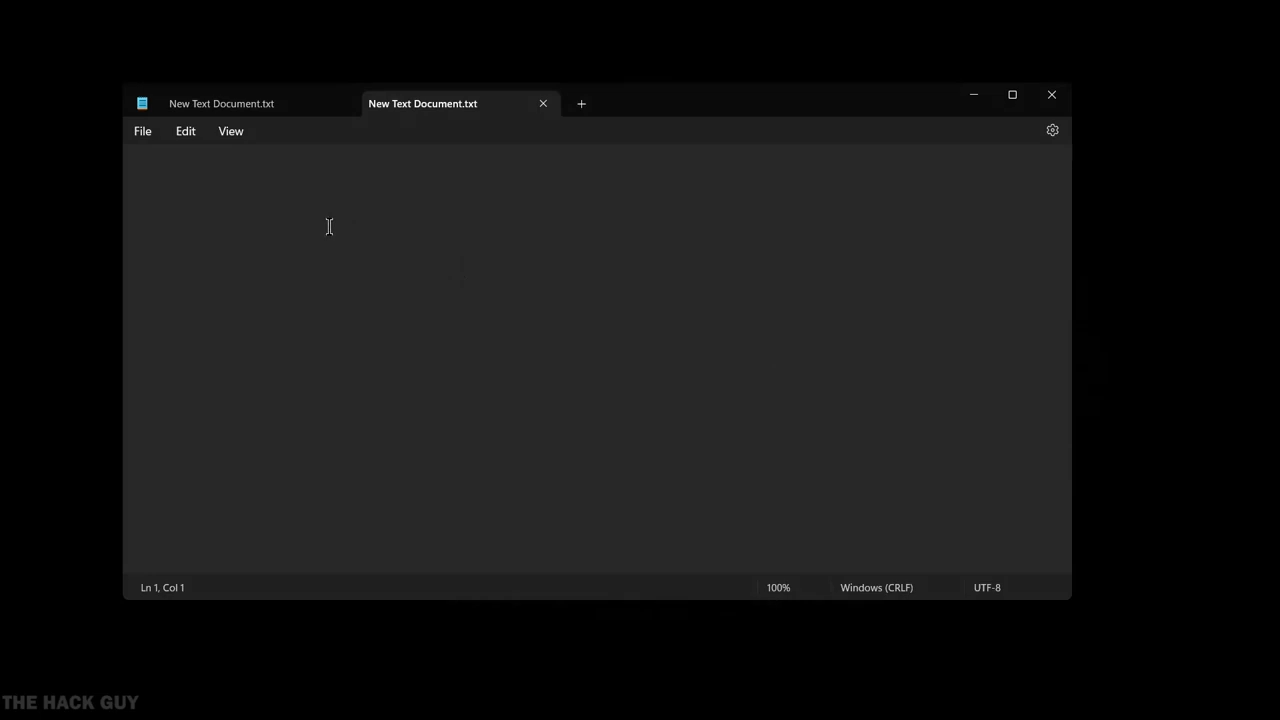 New Text Document.txt
New Text Document.txt
File
Edit
View
Ln 1, Col 1
100%
Windows (CRLF)
UTF-8
THE HACK GUY